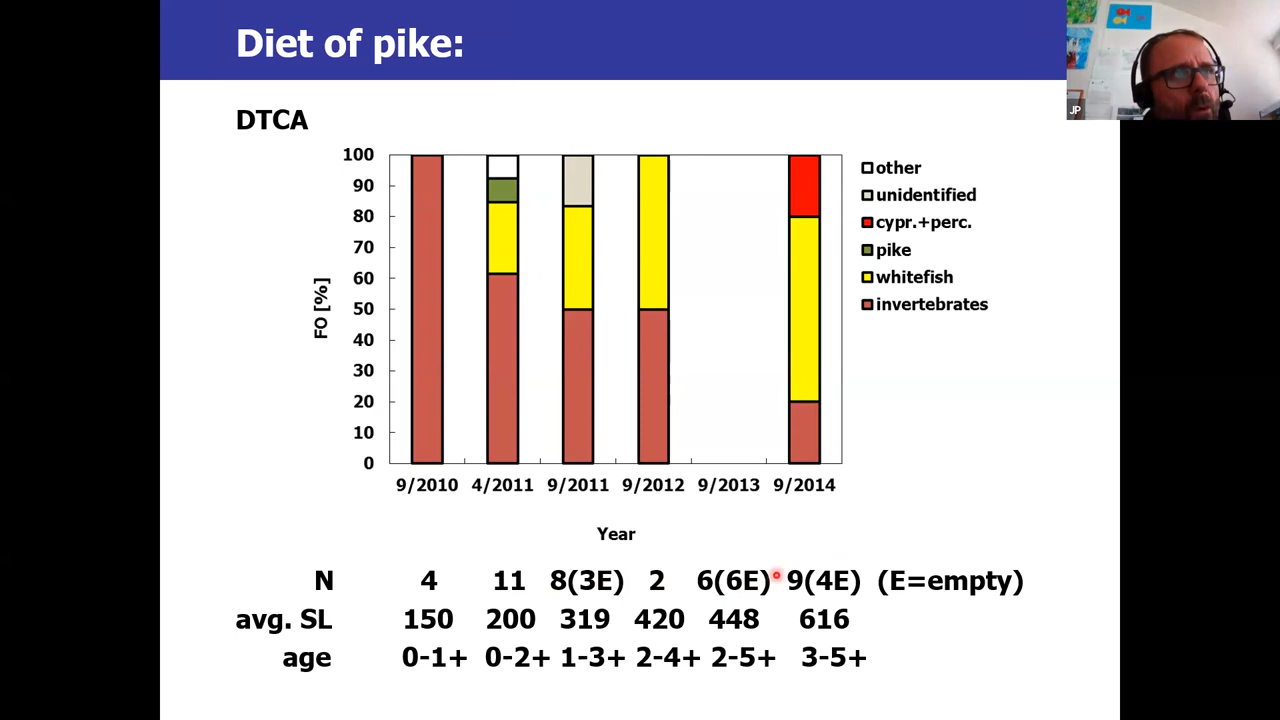 Diet of pike:
JP
DTCA
100
90
80
70
60
50
40
30
20
10
0
FO [%]
9/2010 4/2011 9/2011 9/2012 9/2013 9/2014
Year
other
unidentified
cypr.+perc.
pike
whitefish
invertebrates
N 4 11 8(3E) 2 6(6E) 9(4E) (E=empty)
avg. SL 150 200 319 420 448 616
age 0-1+ 0-2+ 1-3+ 2-4+ 2-5+ 3-5+